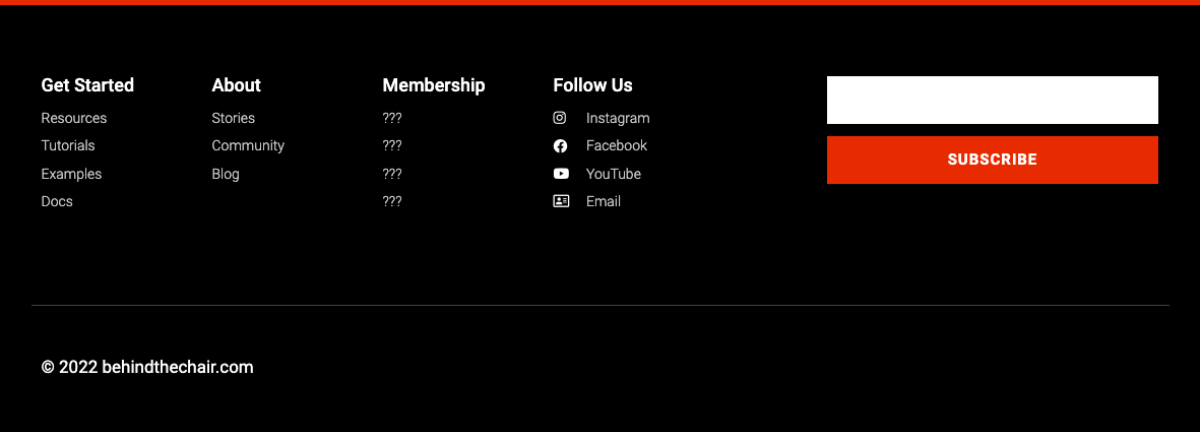 Get Started
Resources
Tutorials
Examples
Docs
About
Stories
Community
Blog
Membership
???
???
???
???
Follow Us
Instagram
Facebook
YouTube
Email
SUBSCRIBE
© 2022 behindthechair.com